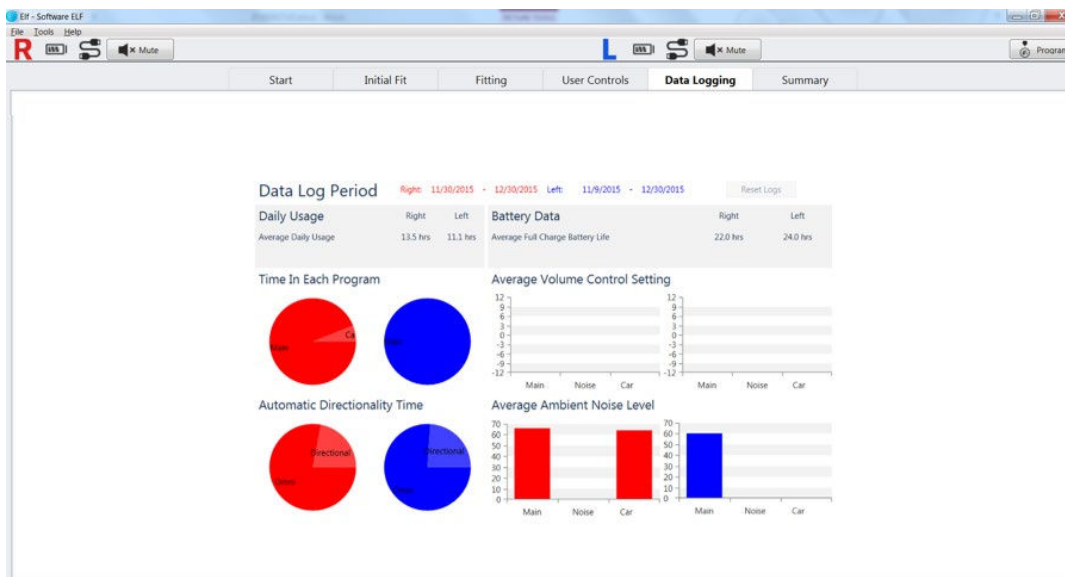 Elf - Software ELF
File Tools Help
R Mute L Mute Program
Start Initial Fit Fitting User Controls Data Logging Summary
Data Log Period Right: 11/30/2015 - 12/30/2015 Left: 11/9/2015 - 12/30/2015 Reset Logs
Daily Usage Right Left
Average Daily Usage 13.5 hrs 11.1 hrs
Battery Data Right Left
Average Full Charge Battery Life 22.0 hrs 24.0 hrs
Time In Each Program
Main Ca
Main
Average Volume Control Setting
12 12
9 9
6 6
3 3
0 0
-3 -3
-6 -6
-9 -9
-12 -12
Main Noise Car Main Noise Car
Automatic Directionality Time
Directional Directional
Omni Omni
Average Ambient Noise Level
70 70
60 60
50 50
40 40
30 30
20 20
10 10
0 0
Main Noise Car Main Noise Car